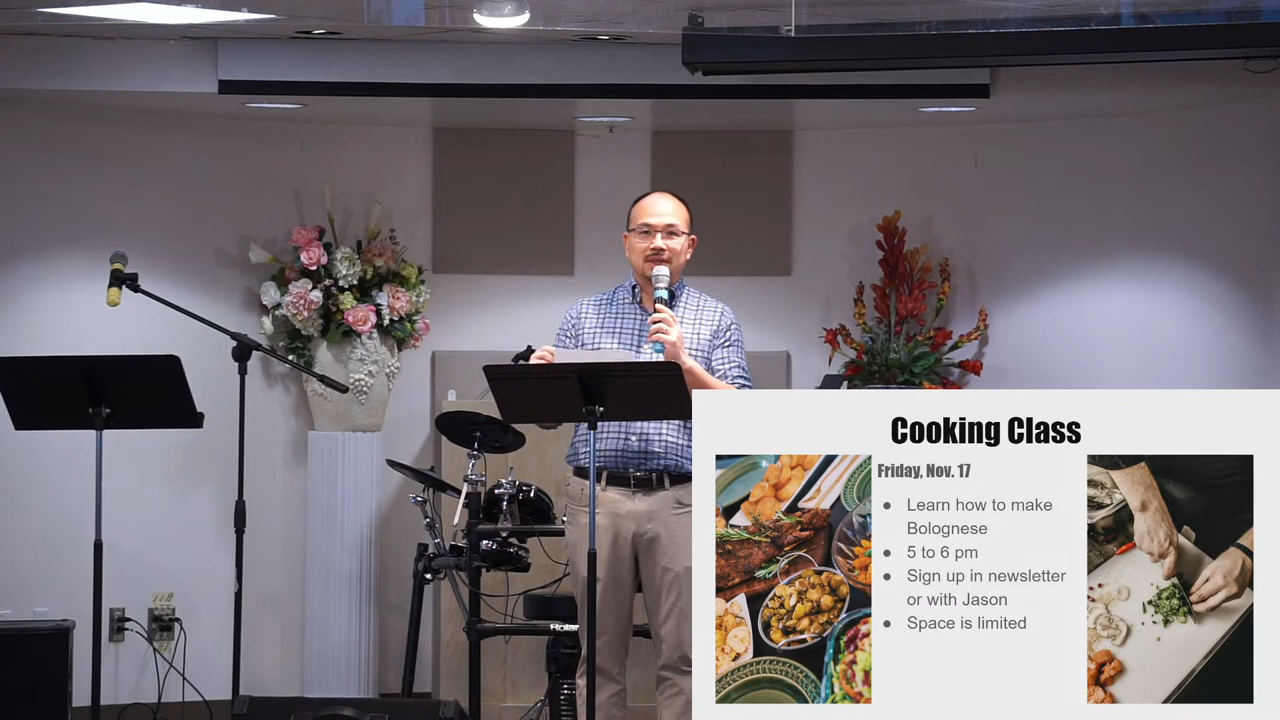 Cooking Class
Friday, Nov. 17
Learn how to make
Bolognese
5 to 6 pm
Sign up in newsletter
or with Jason
Space is limited
Roland